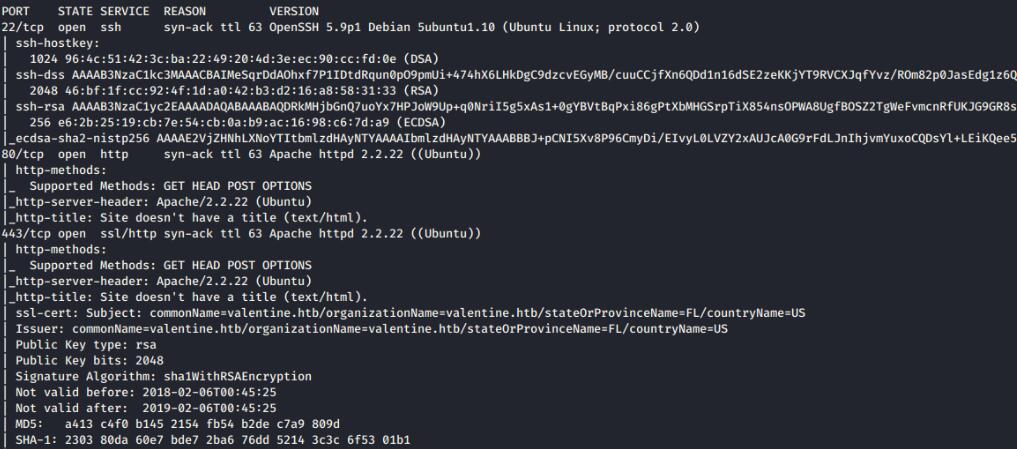 PORT    STATE SERVICE  REASON         VERSION
22/tcp  open  ssh      syn-ack ttl 63 OpenSSH 5.9p1 Debian 5ubuntu1.10 (Ubuntu Linux; protocol 2.0)
| ssh-hostkey:
|   1024 96:4c:51:42:3c:ba:22:49:20:4d:3e:ec:90:cc:fd:0e (DSA)
| ssh-dss AAAAB3NzaC1kc3MAAACBAIMeSqrDdAOhxf7P1IDtdRqun0pO9pmUi+474hX6LHkDgC9dzcvEGyMB/cuuCCjfXn6QDd1n16dSE2zeKKjYT9RVCXJqfYvz/ROm82p0JasEdg1z6Q
|   2048 46:bf:1f:cc:92:4f:1d:a0:42:b3:d2:16:a8:58:31:33 (RSA)
| ssh-rsa AAAAB3NzaC1yc2EAAAADAQABAAABAQDRkMHjbGnQ7uoYx7HPJoW9Up+q0NriI5g5xAs1+0gYBVtBqPxi86gPtXbMHGSrpTiX854nsOPWA8UgfBOSZ2TgWeFvmcnRfUKJG9GR8s
|   256 e6:2b:25:19:cb:7e:54:cb:0a:b9:ac:16:98:c6:7d:a9 (ECDSA)
|_ecdsa-sha2-nistp256 AAAAE2VjZHNhLXNoYTItbmlzdHAyNTYAAAAIbmlzdHAyNTYAAABBBJ+pCNI5Xv8P96CmyDi/EIvyL0LVZY2xAUJcA0G9rFdLJnIhjvmYuxoCQDsYl+LEiKQee5
80/tcp  open  http     syn-ack ttl 63 Apache httpd 2.2.22 ((Ubuntu))
| http-methods:
|_  Supported Methods: GET HEAD POST OPTIONS
|_http-server-header: Apache/2.2.22 (Ubuntu)
|_http-title: Site doesn't have a title (text/html).
443/tcp open  ssl/http syn-ack ttl 63 Apache httpd 2.2.22 ((Ubuntu))
| http-methods:
|_  Supported Methods: GET HEAD POST OPTIONS
|_http-server-header: Apache/2.2.22 (Ubuntu)
|_http-title: Site doesn't have a title (text/html).
| ssl-cert: Subject: commonName=valentine.htb/organizationName=valentine.htb/stateOrProvinceName=FL/countryName=US
| Issuer: commonName=valentine.htb/organizationName=valentine.htb/stateOrProvinceName=FL/countryName=US
| Public Key type: rsa
| Public Key bits: 2048
| Signature Algorithm: sha1WithRSAEncryption
| Not valid before: 2018-02-06T00:45:25
| Not valid after:  2019-02-06T00:45:25
| MD5:   a413 c4f0 b145 2154 fb54 b2de c7a9 809d
| SHA-1: 2303 80da 60e7 bde7 2ba6 76dd 5214 3c3c 6f53 01b1